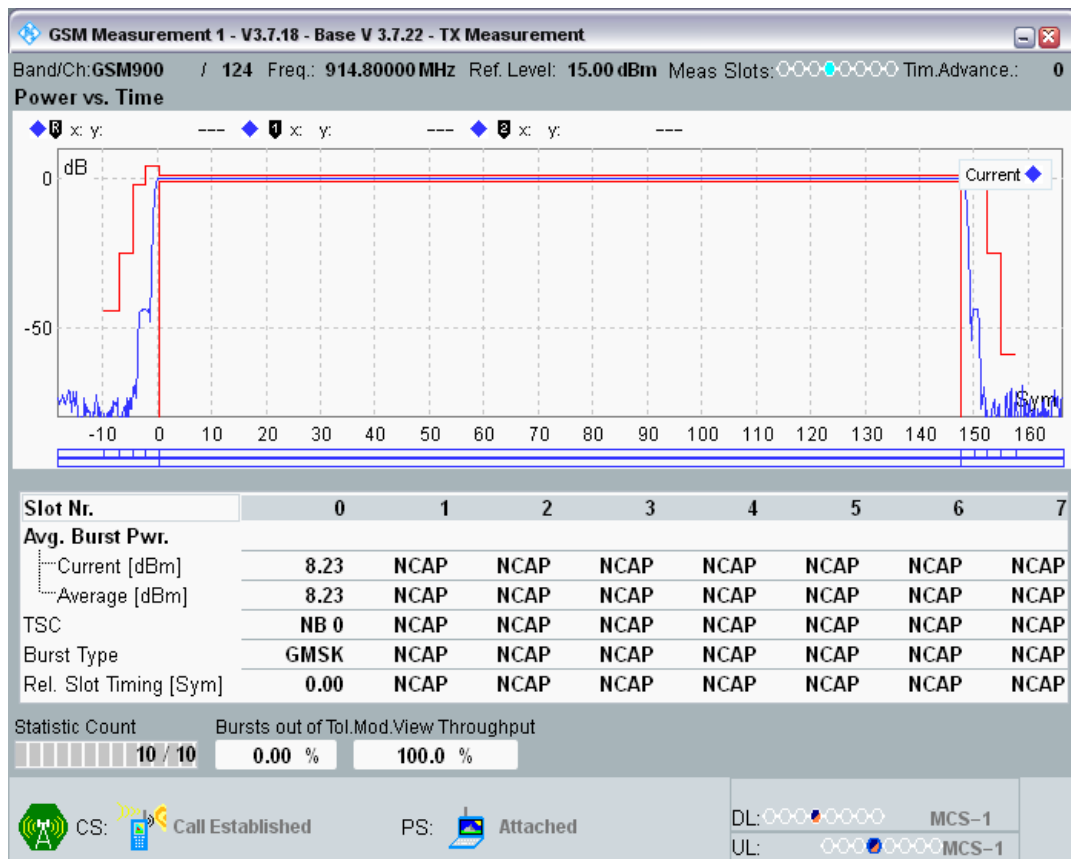 GSM Measurement 1 - V3.7.18 - Base V 3.7.22 - TX Measurement
Band/Ch:GSM900 / 124 Freq.: 914.80000 MHz Ref. Level: 15.00 dBm Meas Slots: Tim.Advance.: 0
Power vs. Time
R x: y: --- 1 x: y: --- 2 x: y: ---
dB
Current
0
-50
Sym
-10 0 10 20 30 40 50 60 70 80 90 100 110 120 130 140 150 160
Slot Nr. 0 1 2 3 4 5 6 7
Avg. Burst Pwr.
Current [dBm] 8.23 NCAP NCAP NCAP NCAP NCAP NCAP NCAP
Average [dBm] 8.23 NCAP NCAP NCAP NCAP NCAP NCAP NCAP
TSC NB 0 NCAP NCAP NCAP NCAP NCAP NCAP NCAP
Burst Type GMSK NCAP NCAP NCAP NCAP NCAP NCAP NCAP
Rel. Slot Timing [Sym] 0.00 NCAP NCAP NCAP NCAP NCAP NCAP NCAP
Statistic Count Bursts out of Tol.Mod.View Throughput
10 / 10 0.00 % 100.0 %
CS: Call Established PS: Attached
DL: MCS-1
UL: MCS-1